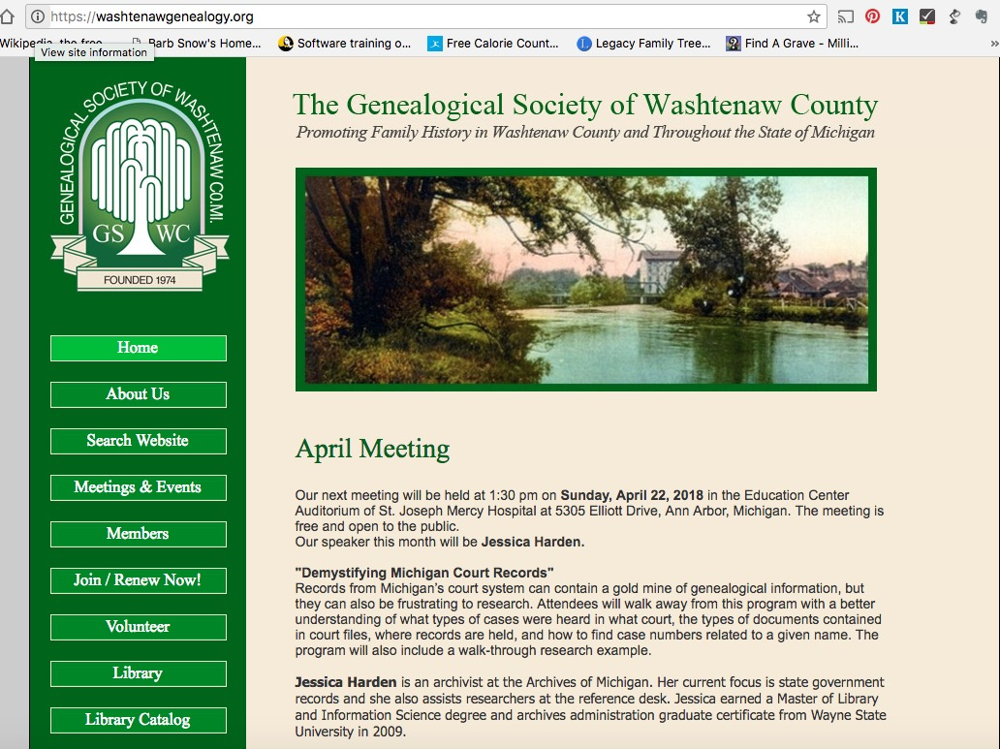 https://washtenawgenealogy.org
Wikipedia, the free Barb Snow's Home... Software training o... Free Calorie Count... Legacy Family Tree... Find A Grave - Milli... »
View site information
GENEALOGICAL SOCIETY OF WASHTENAW CO.MI.
GS WC
FOUNDED 1974
Home
About Us
Search Website
Meetings & Events
Members
Join / Renew Now!
Volunteer
Library
Library Catalog
The Genealogical Society of Washtenaw County
Promoting Family History in Washtenaw County and Throughout the State of Michigan
April Meeting
Our next meeting will be held at 1:30 pm on Sunday, April 22, 2018 in the Education Center
Auditorium of St. Joseph Mercy Hospital at 5305 Elliott Drive, Ann Arbor, Michigan. The meeting is
free and open to the public.
Our speaker this month will be Jessica Harden.
"Demystifying Michigan Court Records"
Records from Michigan's court system can contain a gold mine of genealogical information, but
they can also be frustrating to research. Attendees will walk away from this program with a better
understanding of what types of cases were heard in what court, the types of documents contained
in court files, where records are held, and how to find case numbers related to a given name. The
program will also include a walk-through research example.
Jessica Harden is an archivist at the Archives of Michigan. Her current focus is state government
records and she also assists researchers at the reference desk. Jessica earned a Master of Library
and Information Science degree and archives administration graduate certificate from Wayne State
University in 2009.